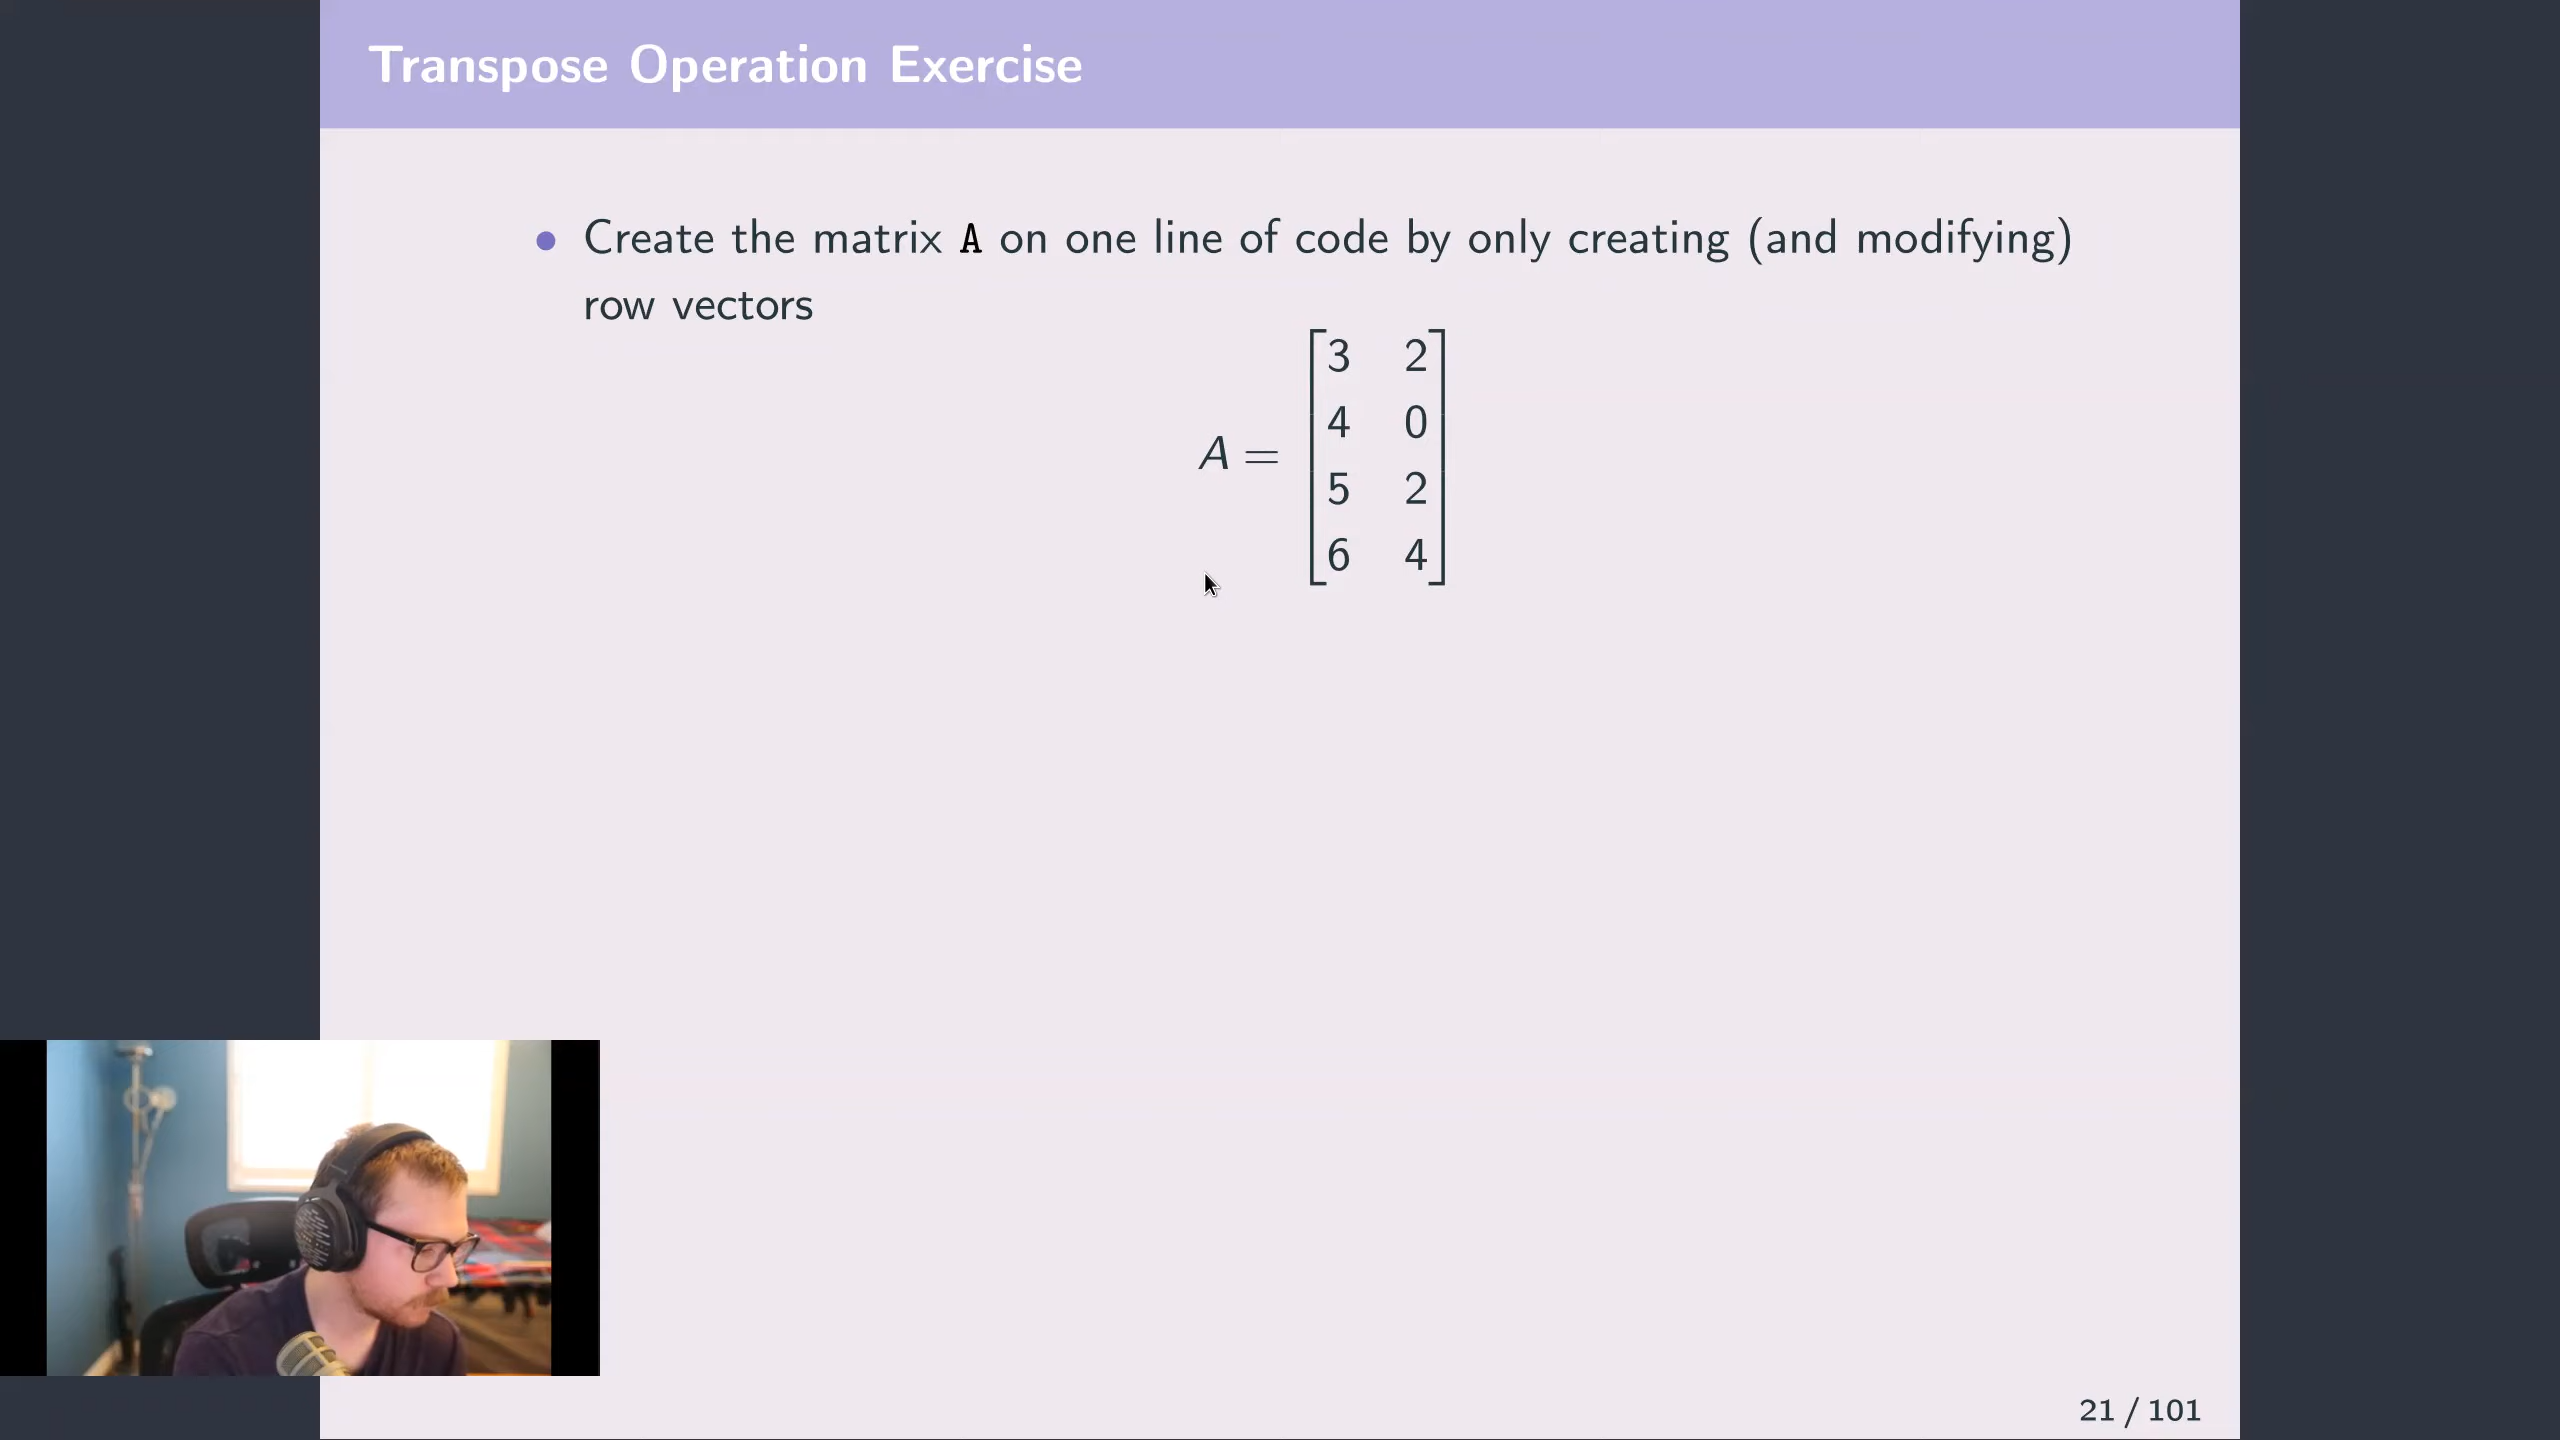 Transpose Operation Exercise
• Create the matrix A on one line of code by only creating (and modifying)
row vectors
A = [3 2
4 0
5 2
6 4]
21 / 101